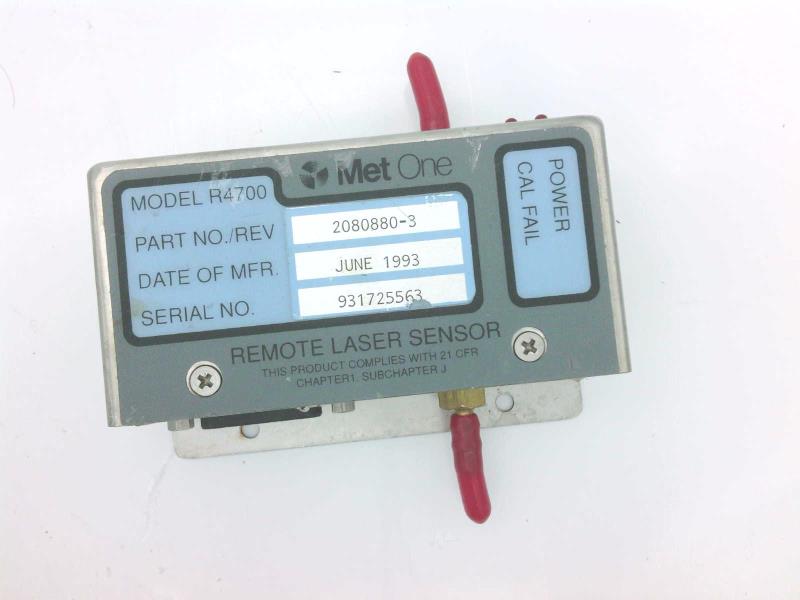 Met One
MODEL R4700
PART NO./REV 2080880-3
DATE OF MFR. JUNE 1993
SERIAL NO. 931725563
POWER
CAL FAIL
REMOTE LASER SENSOR
THIS PRODUCT COMPLIES WITH 21 CFR
CHAPTER1. SUBCHAPTER J